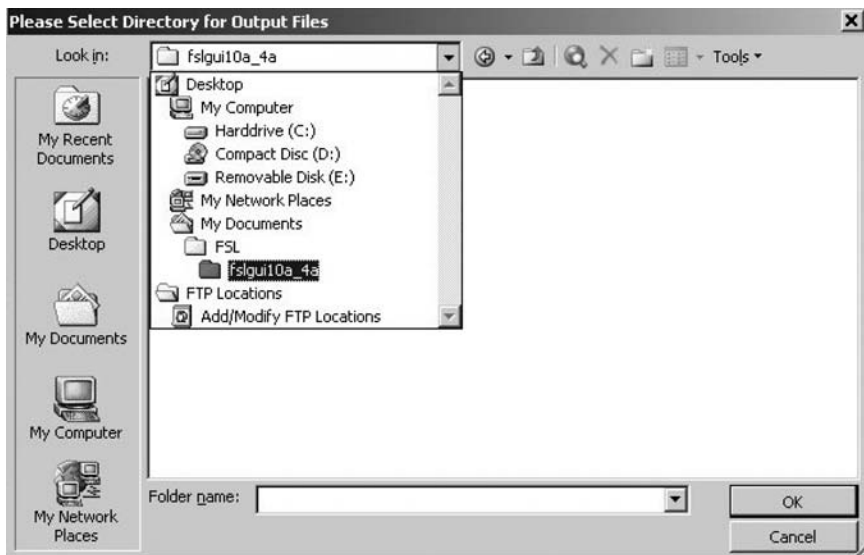 Please Select Directory for Output Files
Look in:
fslgui10a_4a
Tools
Desktop
My Computer
Harddrive (C:)
Compact Disc (D:)
Removable Disk (E:)
My Network Places
My Documents
FSL
fslgui10a_4a
FTP Locations
Add/Modify FTP Locations
My Recent
Documents
Desktop
My Documents
My Computer
My Network
Places
Folder name:
OK
Cancel